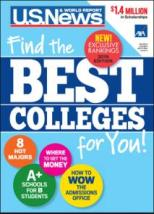 U.S.News
& WORLD REPORT
$1.4 MILLION
in Scholarships
AXA
Find the
NEW!
EXCLUSIVE
RANKINGS
BEST
COLLEGES
for You!
8
HOT
MAJORS
WHERE
TO GET THE
MONEY
A+
SCHOOLS
FOR B
STUDENTS
HOW TO
WOW
THE
ADMISSIONS
OFFICE